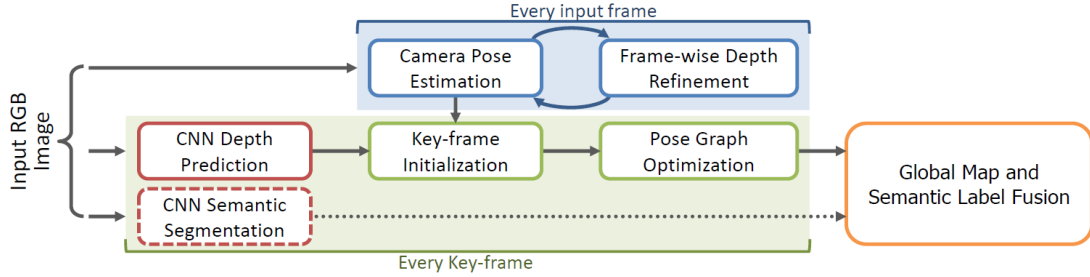 Every input frame
Camera Pose
Estimation
Frame-wise Depth
Refinement
Input RGB
Image
CNN Depth
Prediction
Key-frame
Initialization
Pose Graph
Optimization
Global Map and
Semantic Label Fusion
CNN Semantic
Segmentation
Every Key-frame